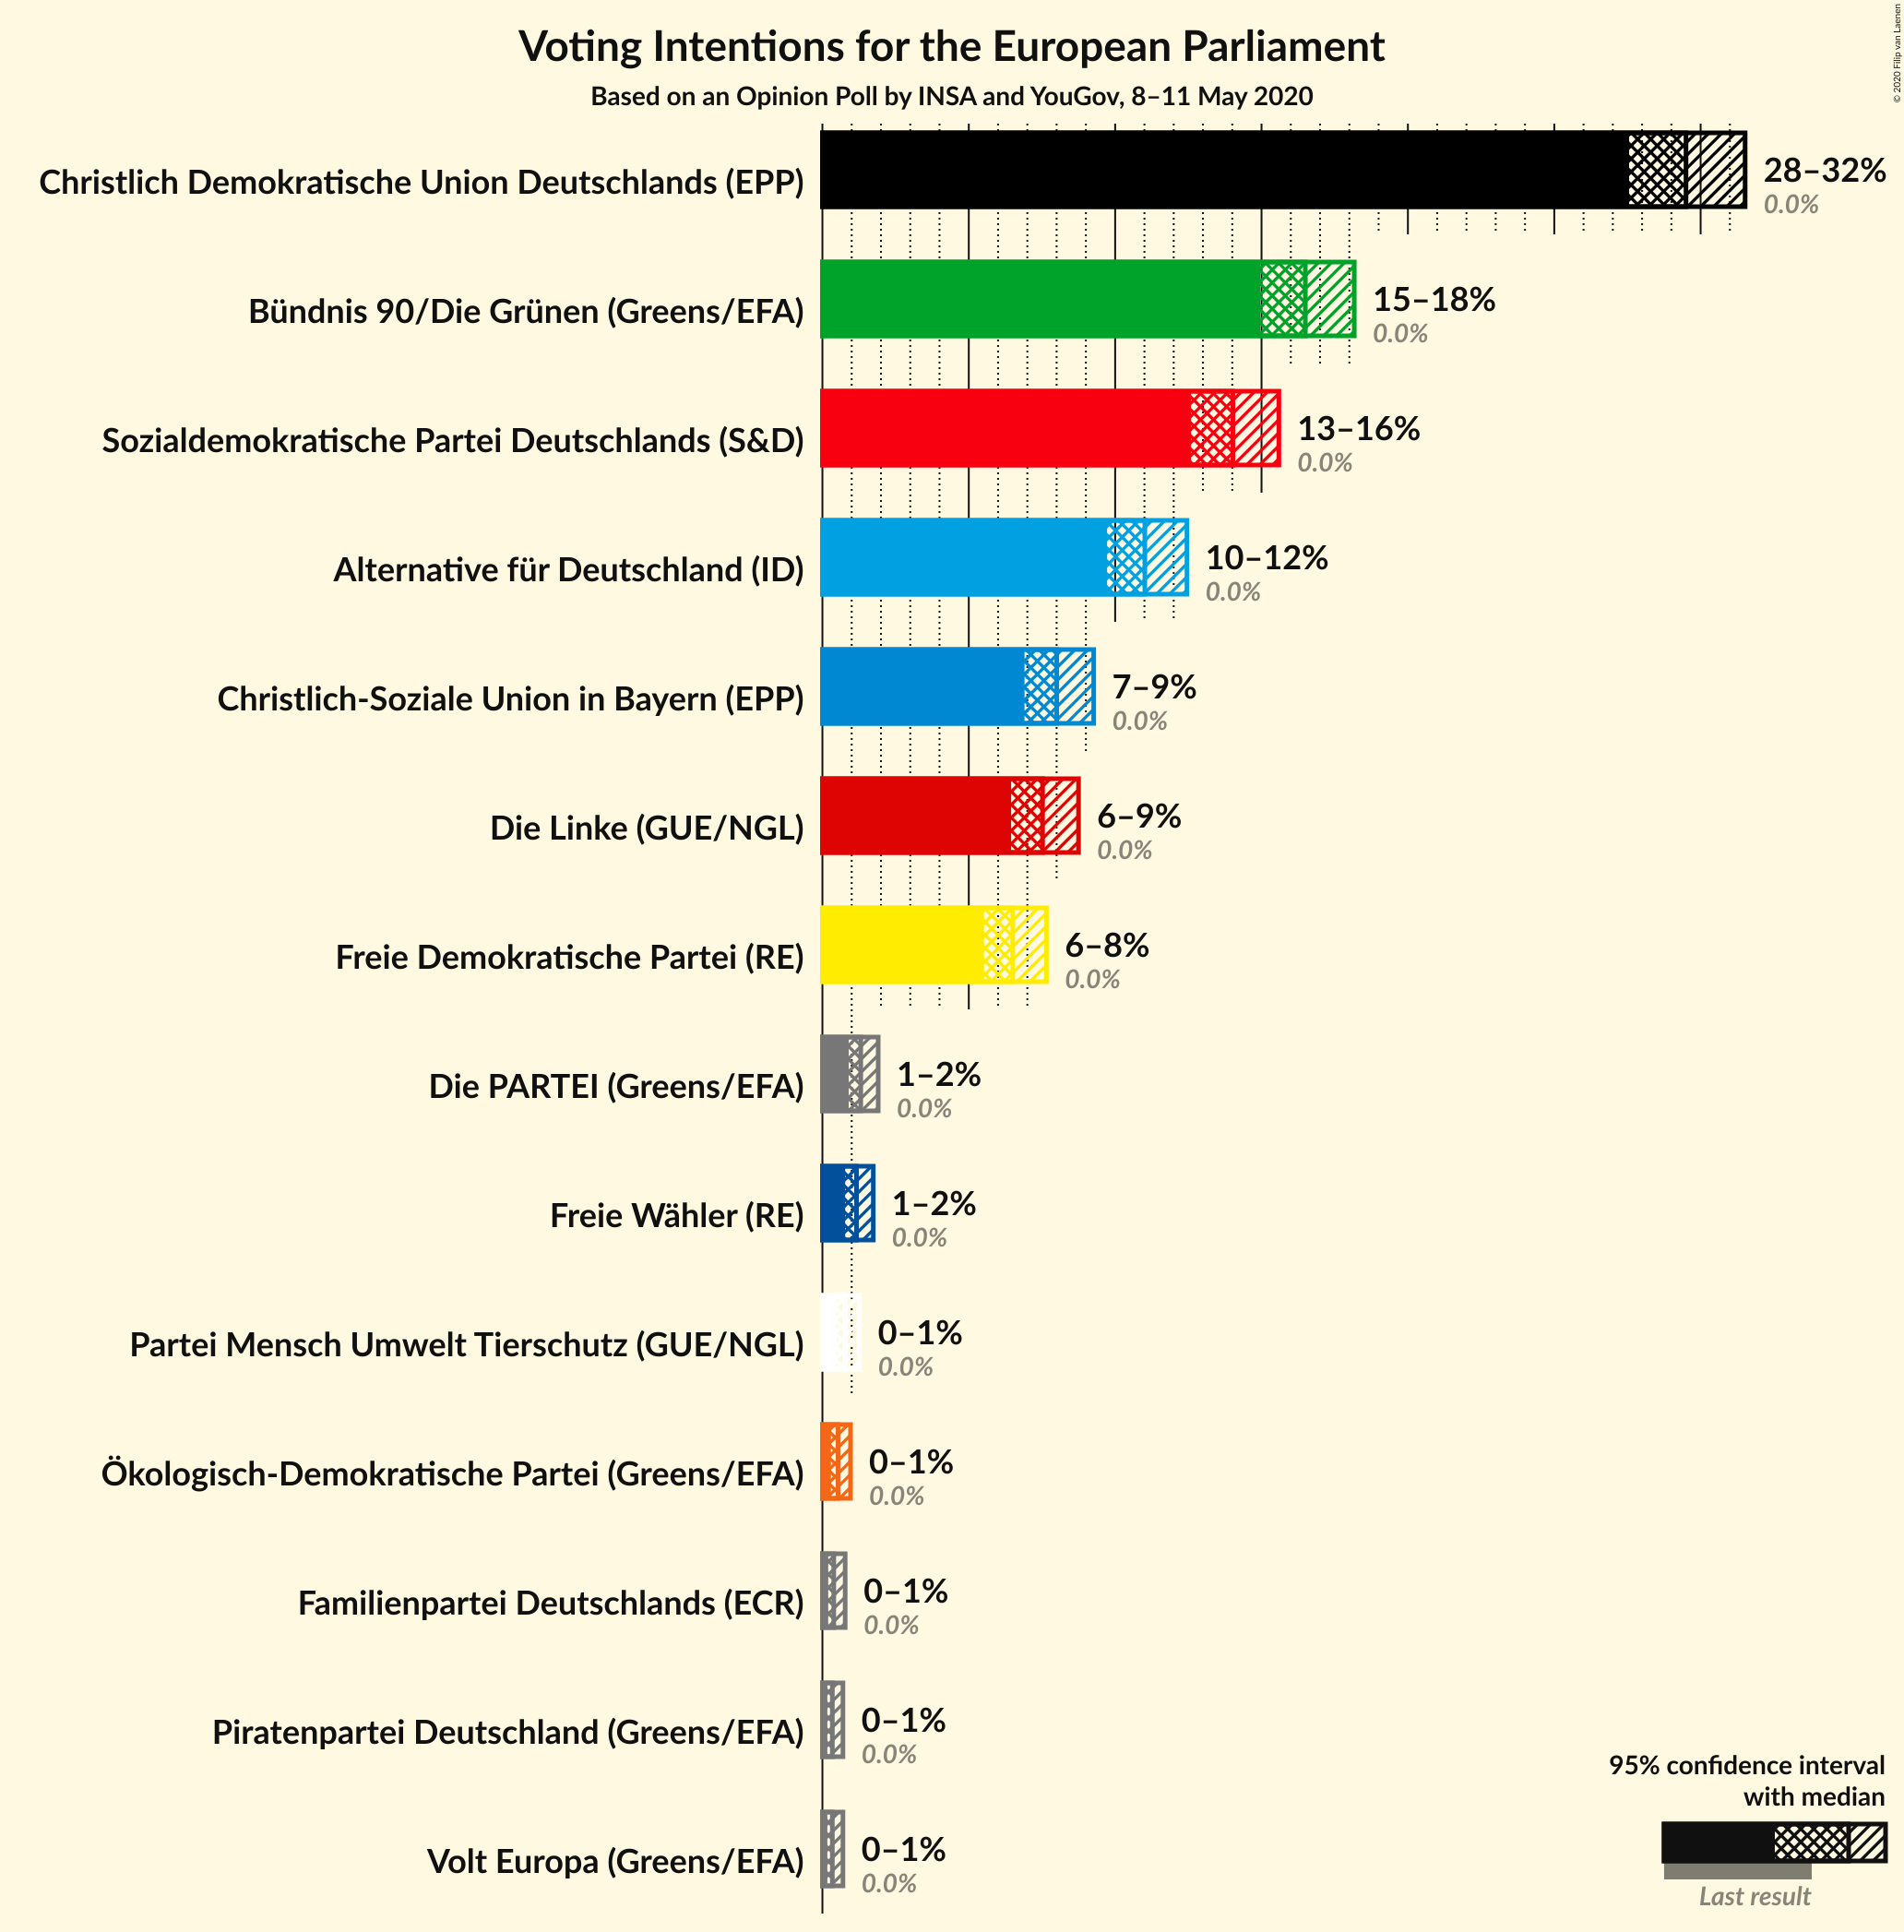 Voting Intentions for the European Parliament
Based on an Opinion Poll by INSA and YouGov, 8–11 May 2020
© 2020 Filip van Laenen
Christlich Demokratische Union Deutschlands (EPP)
28–32%
0.0%
Bündnis 90/Die Grünen (Greens/EFA)
15–18%
0.0%
Sozialdemokratische Partei Deutschlands (S&D)
13–16%
0.0%
Alternative für Deutschland (ID)
10–12%
0.0%
Christlich-Soziale Union in Bayern (EPP)
7–9%
0.0%
Die Linke (GUE/NGL)
6–9%
0.0%
Freie Demokratische Partei (RE)
6–8%
0.0%
Die PARTEI (Greens/EFA)
1–2%
0.0%
Freie Wähler (RE)
1–2%
0.0%
Partei Mensch Umwelt Tierschutz (GUE/NGL)
0–1%
0.0%
Ökologisch-Demokratische Partei (Greens/EFA)
0–1%
0.0%
Familienpartei Deutschlands (ECR)
0–1%
0.0%
Piratenpartei Deutschland (Greens/EFA)
0–1%
0.0%
Volt Europa (Greens/EFA)
0–1%
0.0%
95% confidence interval
with median
Last result